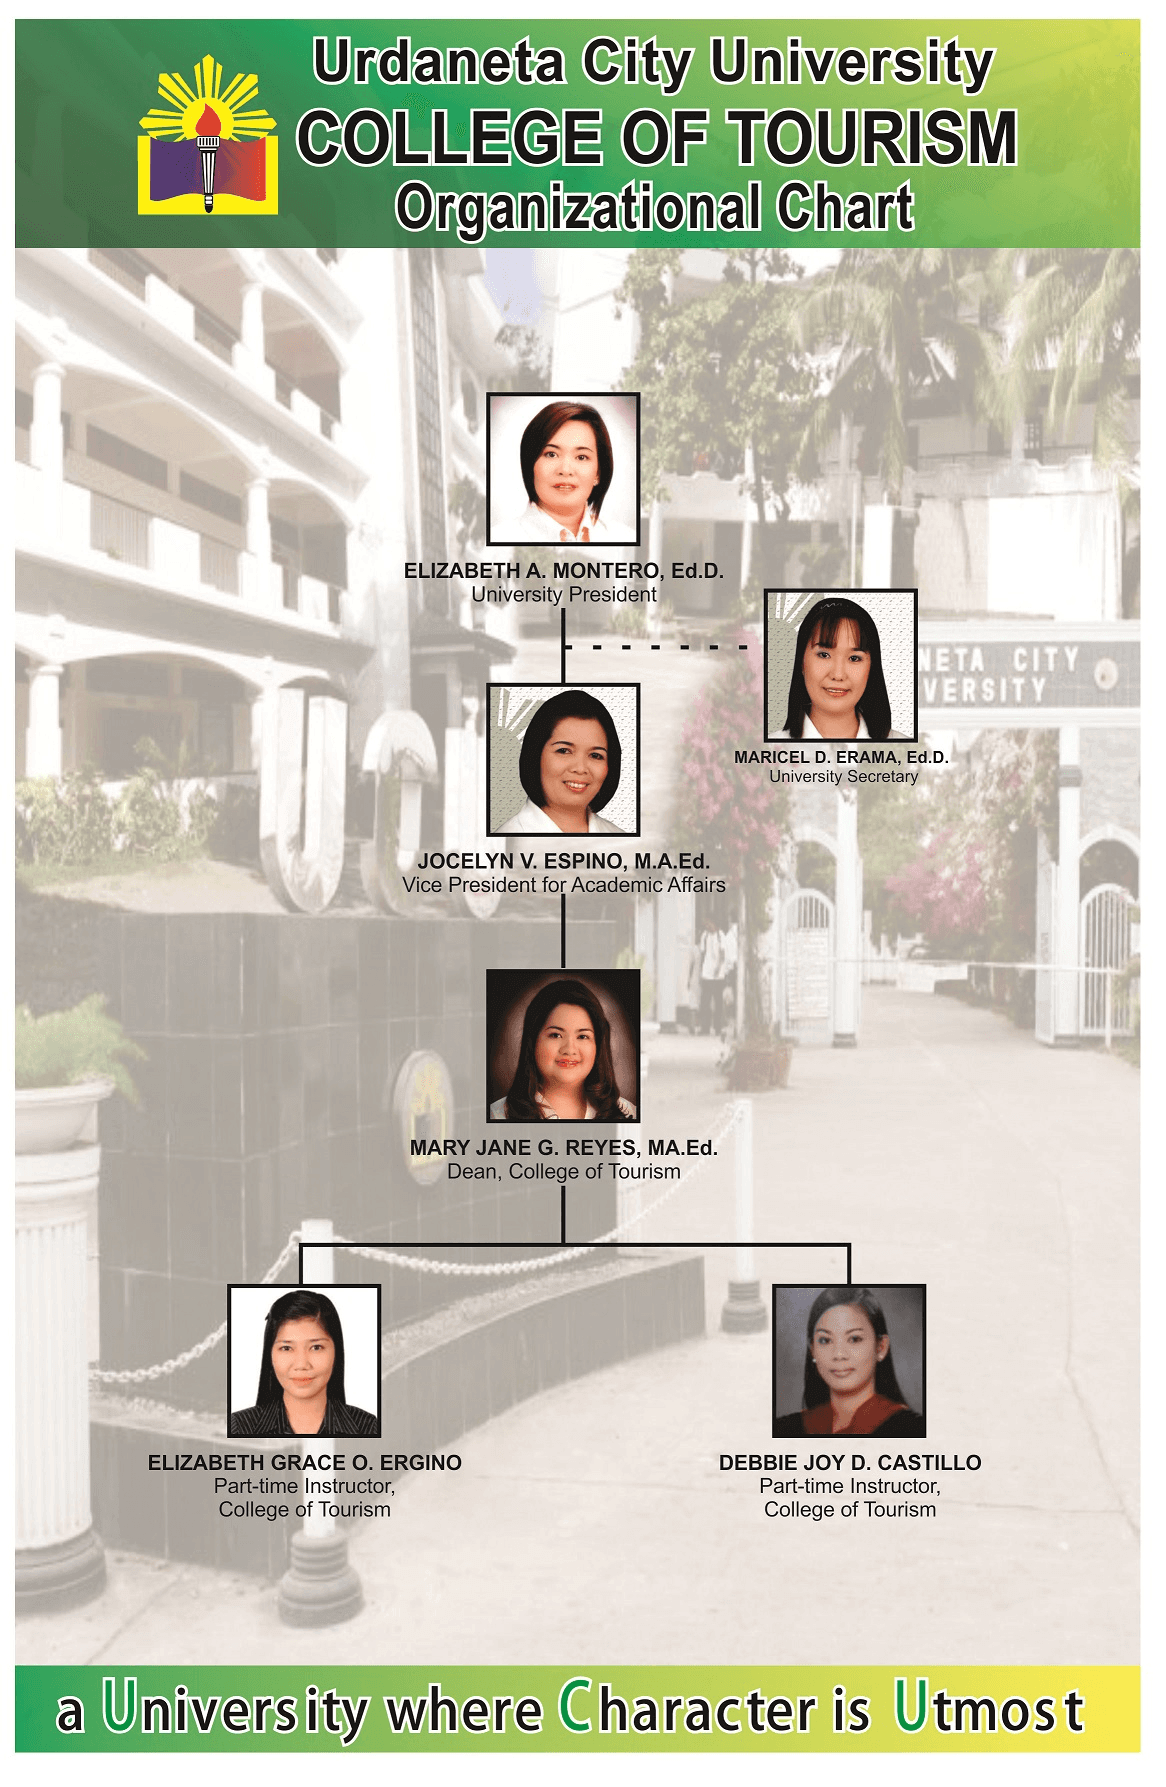 Urdaneta City University
COLLEGE OF TOURISM
Organizational Chart
ELIZABETH A. MONTERO, Ed.D.
University President
NETA CITY
VERSITY
MARICEL D. ERAMA, Ed.D.
University Secretary
JOCELYN V. ESPINO, M.A.Ed.
Vice President for Academic Affairs
MARY JANE G. REYES, MA.Ed.
Dean, College of Tourism
ELIZABETH GRACE O. ERGINO
Part-time Instructor,
College of Tourism
DEBBIE JOY D. CASTILLO
Part-time Instructor,
College of Tourism
a University where Character is Utmost